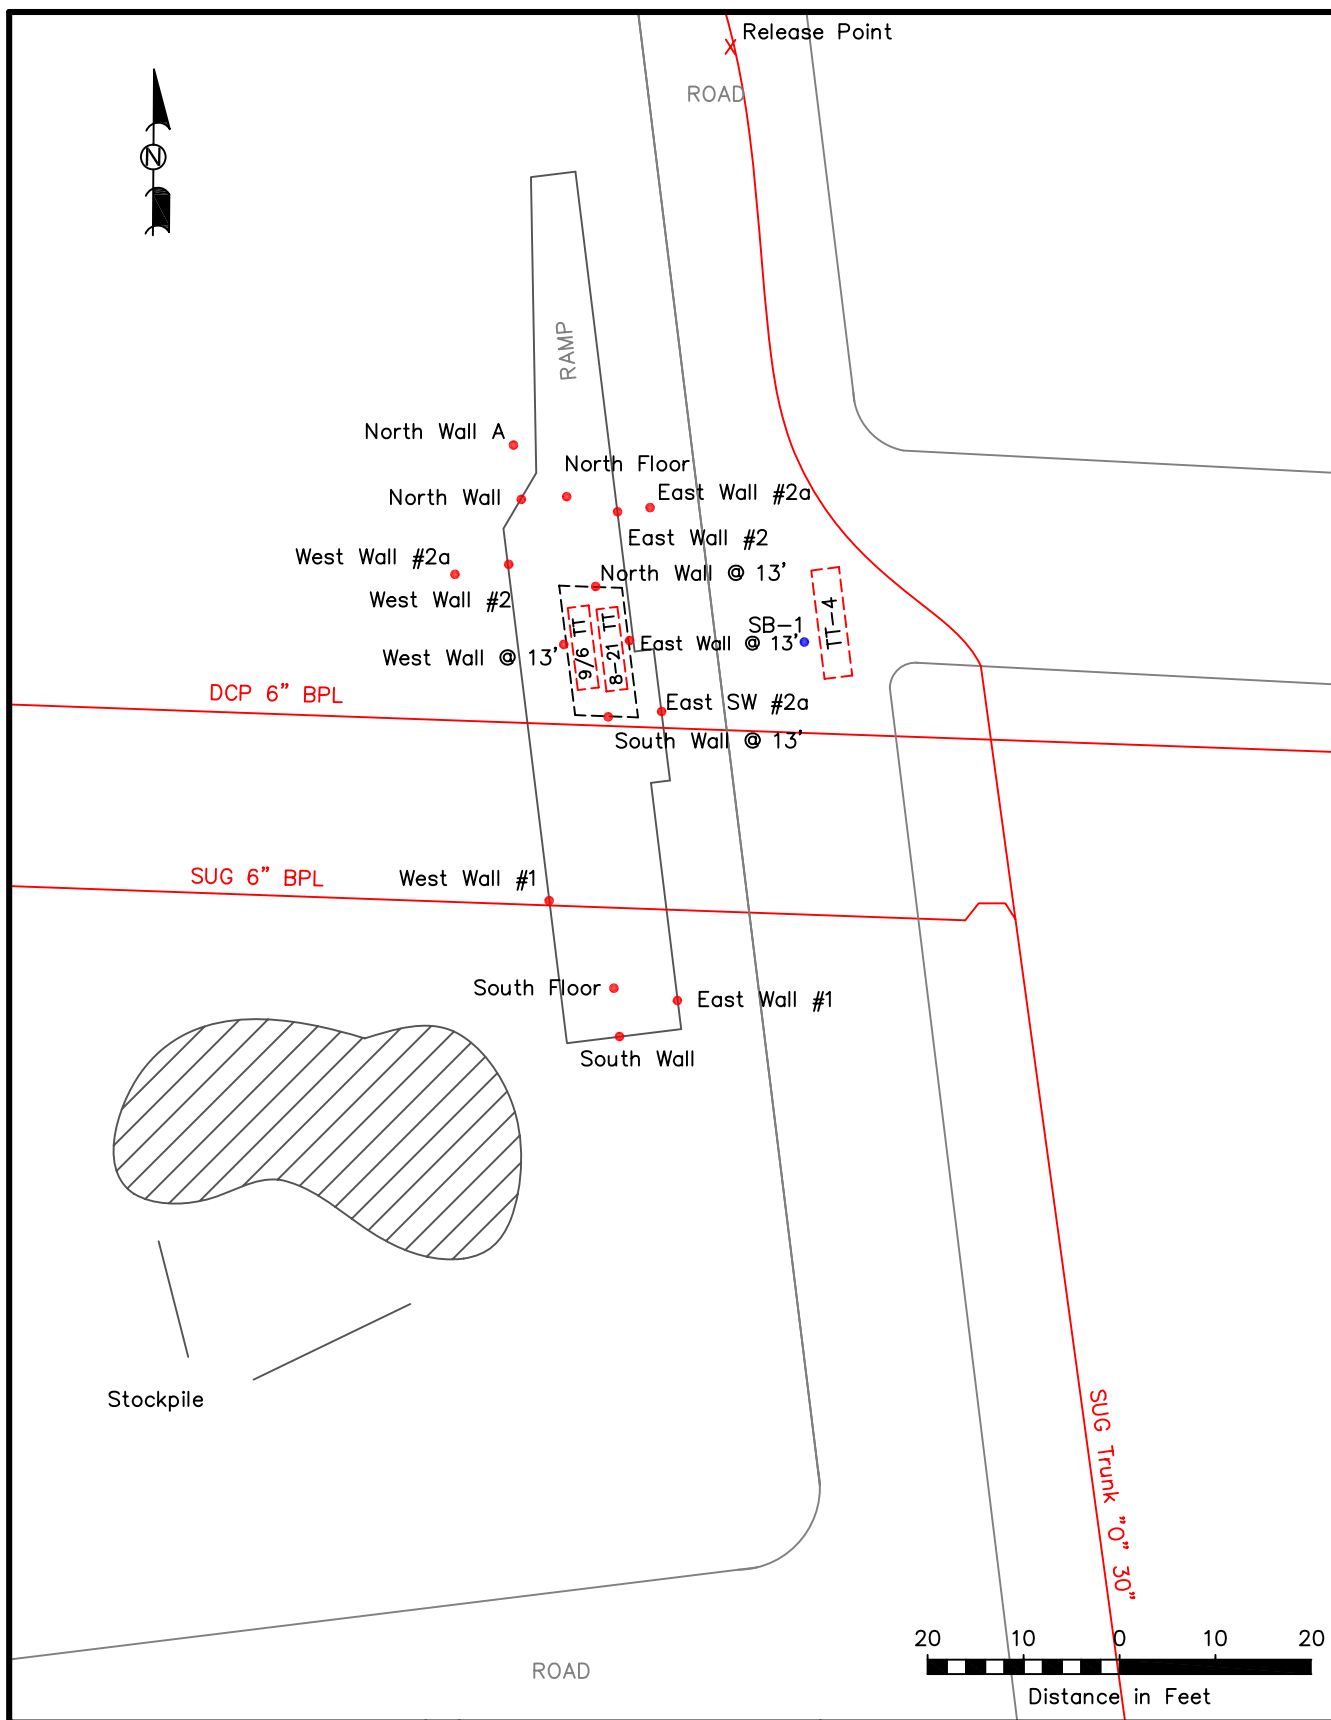 Release Point
ROAD
N
RAMP
North Wall A
North Floor
North Wall
East Wall #2a
East Wall #2
West Wall #2a
North Wall @ 13'
West Wall #2
9/6 TT
8-21 TT
TT-4
SB-1
East Wall @ 13'
West Wall @ 13'
DCP 6" BPL
East SW #2a
South Wall @ 13'
SUG 6" BPL
West Wall #1
South Floor
East Wall #1
South Wall
Stockpile
SUG Trunk "O" 30"
20 10 0 10 20
Distance in Feet
ROAD